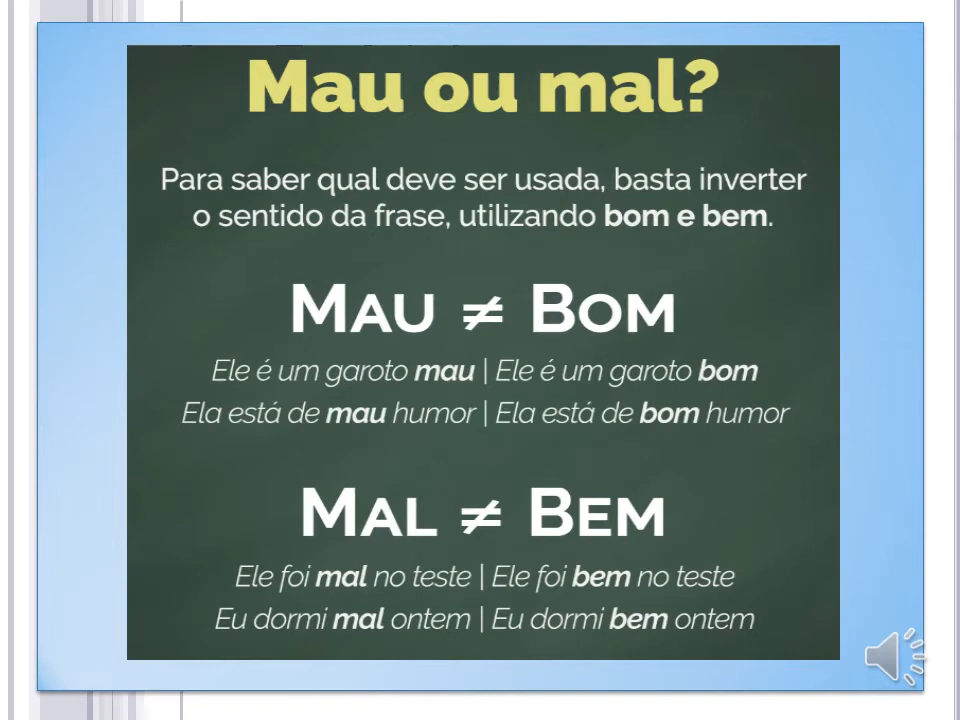 Mau ou mal?
Para saber qual deve ser usada, basta inverter
o sentido da frase, utilizando bom e bem.
MAU ≠ BOM
Ele é um garoto mau | Ele é um garoto bom
Ela está de mau humor | Ela está de bom humor
MAL ≠ BEM
Ele foi mal no teste | Ele foi bem no teste
Eu dormi mal ontem | Eu dormi bem ontem